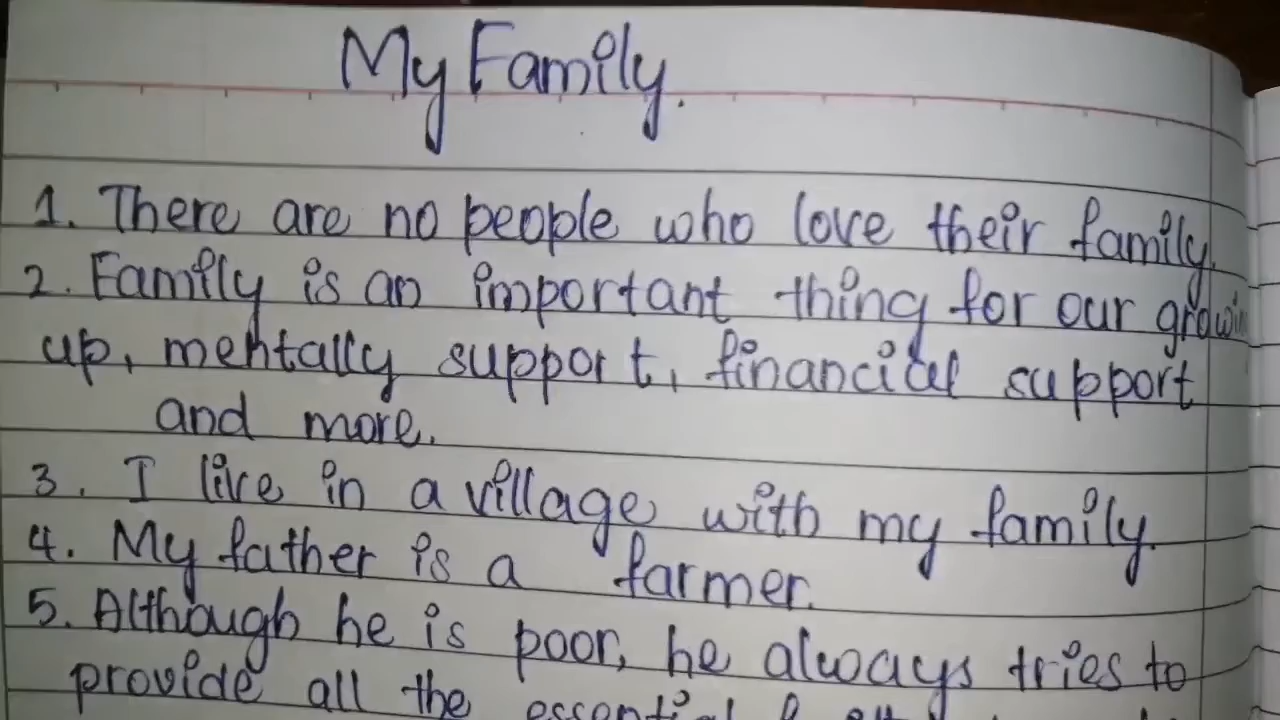 My Family.
1. There are no people who love their family.
2. Family is an important thing for our growing
up, mentally support, financial support
and more.
3. I live in a village with my family.
4. My father is a farmer.
5. Although he is poor, he always tries to
provide all the essential